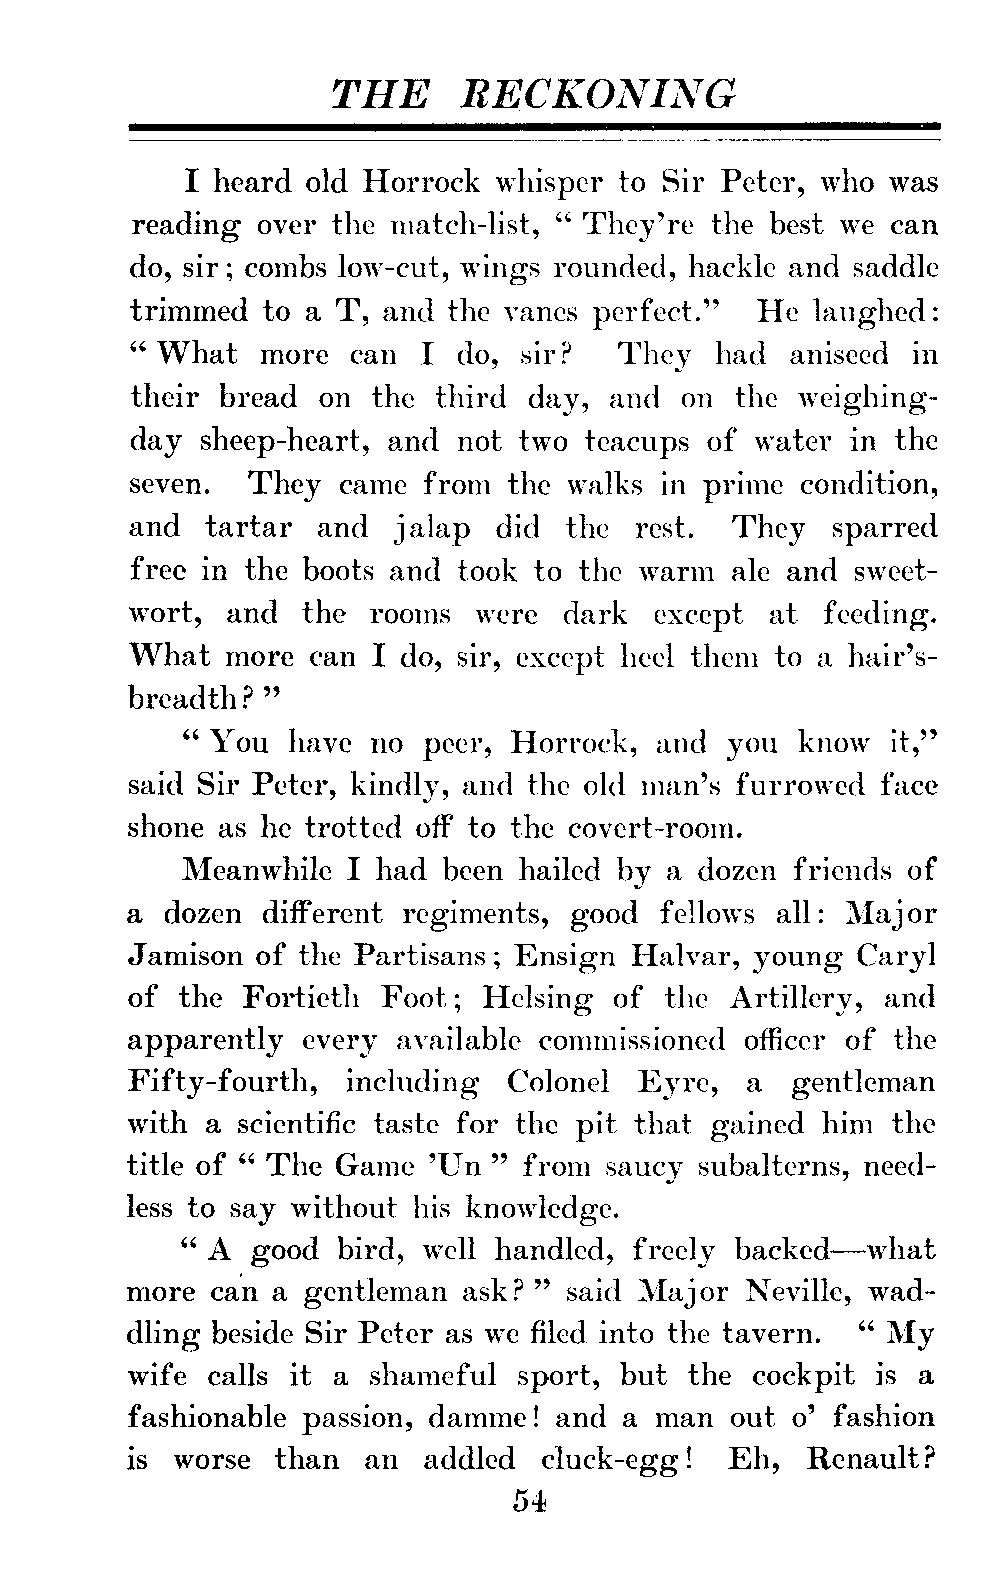 THE RECKONING
I heard old Horrock whisper to Sir Peter, who was
reading over the match-list, “ They’re the best we can
do, sir ; combs low-cut, wings rounded, hackle and saddle
trimmed to a T, and the vanes perfect.” He laughed :
“ What more can I do, sir? They had aniseed in
their bread on the third day, and on the weighing-
day sheep-heart, and not two teacups of water in the
seven. They came from the walks in prime condition,
and tartar and jalap did the rest. They sparred
free in the boots and took to the warm ale and sweet-
wort, and the rooms were dark except at feeding.
What more can I do, sir, except heel them to a hair’s-
breadth? ”
“ You have no peer, Horrock, and you know it,”
said Sir Peter, kindly, and the old man’s furrowed face
shone as he trotted off to the covert-room.
Meanwhile I had been hailed by a dozen friends of
a dozen different regiments, good fellows all : Major
Jamison of the Partisans ; Ensign Halvar, young Caryl
of the Fortieth Foot ; Helsing of the Artillery, and
apparently every available commissioned officer of the
Fifty-fourth, including Colonel Eyre, a gentleman
with a scientific taste for the pit that gained him the
title of “ The Game ’Un ” from saucy subalterns, need-
less to say without his knowledge.
“ A good bird, well handled, freely backed—what
more can a gentleman ask? ” said Major Neville, wad-
dling beside Sir Peter as we filed into the tavern. “ My
wife calls it a shameful sport, but the cockpit is a
fashionable passion, damme! and a man out o’ fashion
is worse than an addled cluck-egg! Eh, Renault?
54